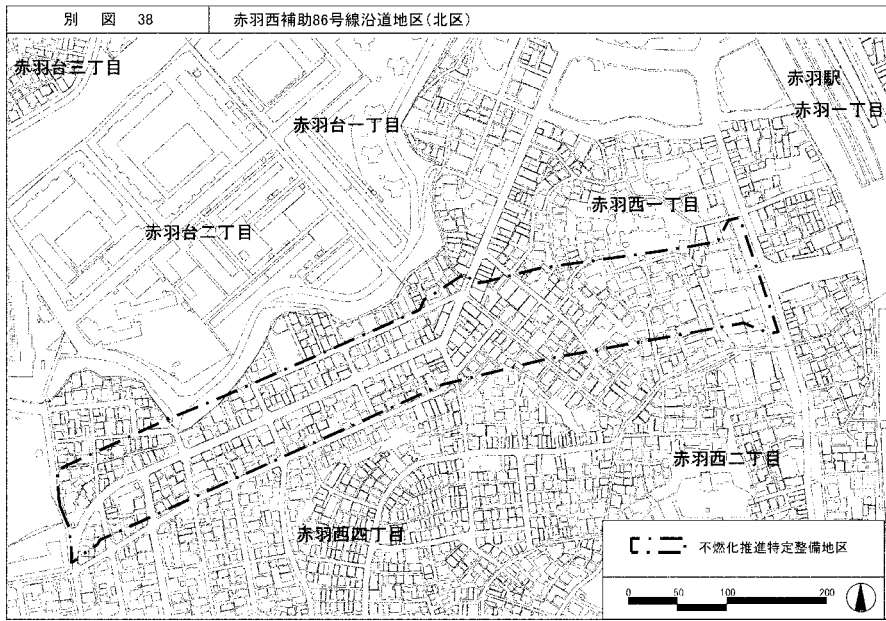 別図 38
赤羽西補助86号線沿道地区(北区)
赤羽台三丁目
赤羽駅
赤羽一丁目
赤羽台一丁目
赤羽西一丁目
赤羽台二丁目
赤羽西二丁目
赤羽西四丁目
不燃化推進特定整備地区
0 50 100 200